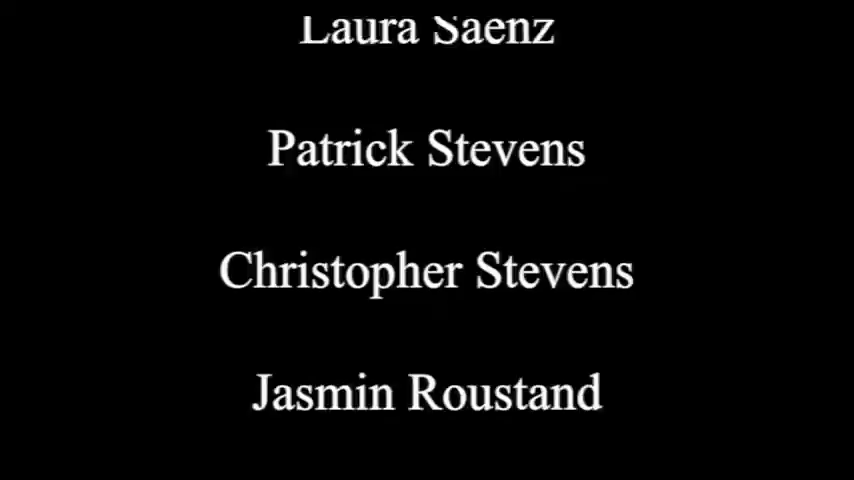 Laura Saenz
Patrick Stevens
Christopher Stevens
Jasmin Roustand